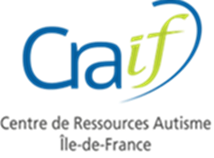 Craif
Centre de Ressources Autisme
Île-de-France